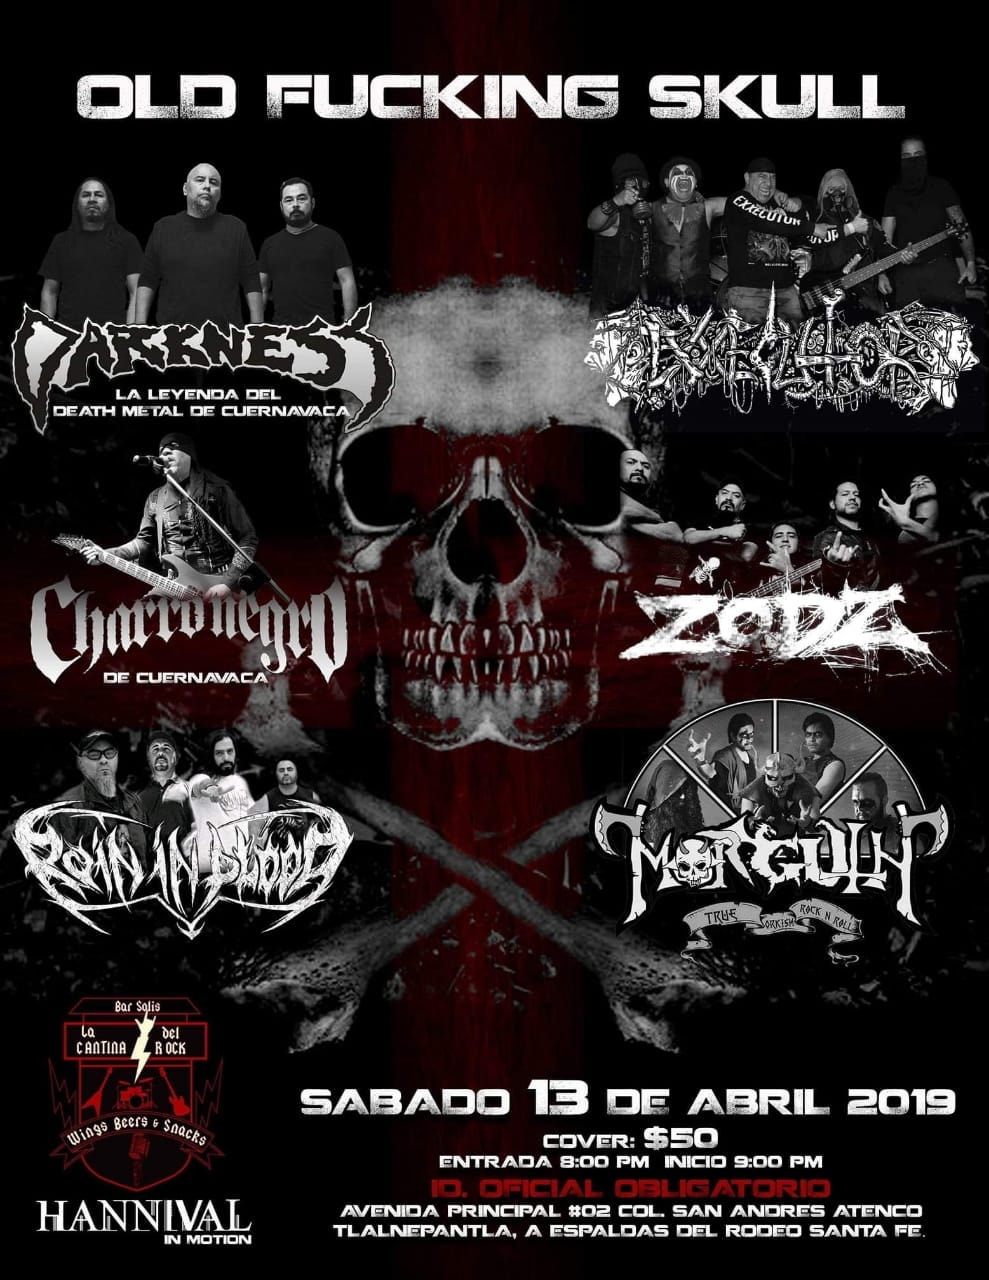 OLD FUCKING SKULL
EXXECUTOR
DARKNESS
LA LEYENDA DEL
DEATH METAL DE CUERNAVACA
EXXECUTOR
Charro negro
DE CUERNAVACA
ZODZ
RAIN IN BLOOD
MORGUTH
TRUE ORKISH ROCK N ROLL
Bar Solis
La del
CANTINA ROCK
Wings Beers & Snacks
HANNIVAL
IN MOTION
SABADO 13 DE ABRIL 2019
COVER: $50
ENTRADA 8:00 PM INICIO 9:00 PM
ID. OFICIAL OBLIGATORIO
AVENIDA PRINCIPAL #02 COL. SAN ANDRES ATENCO
TLALNEPANTLA, A ESPALDAS DEL RODEO SANTA FE.